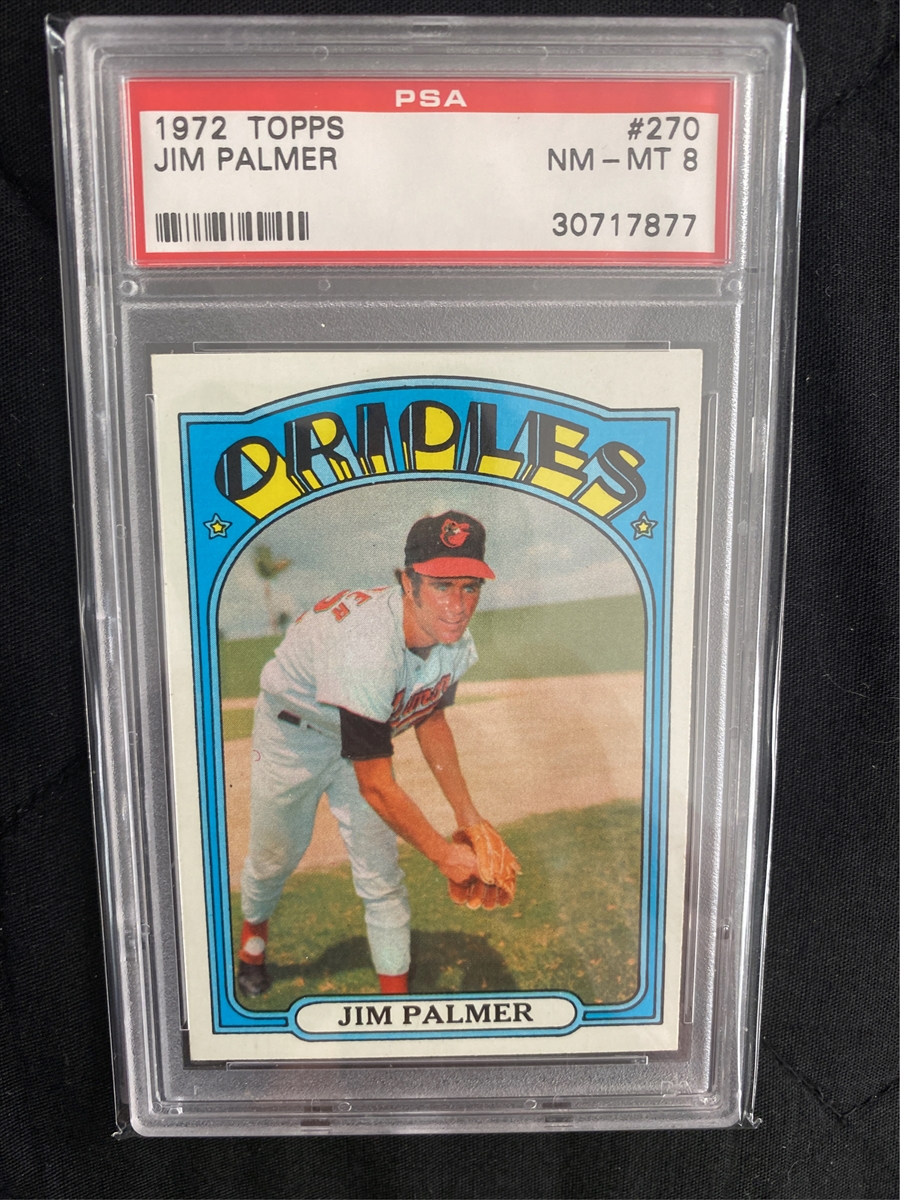 PSA
1972 TOPPS #270
JIM PALMER NM-MT 8
30717877
ORIOLES
JIM PALMER